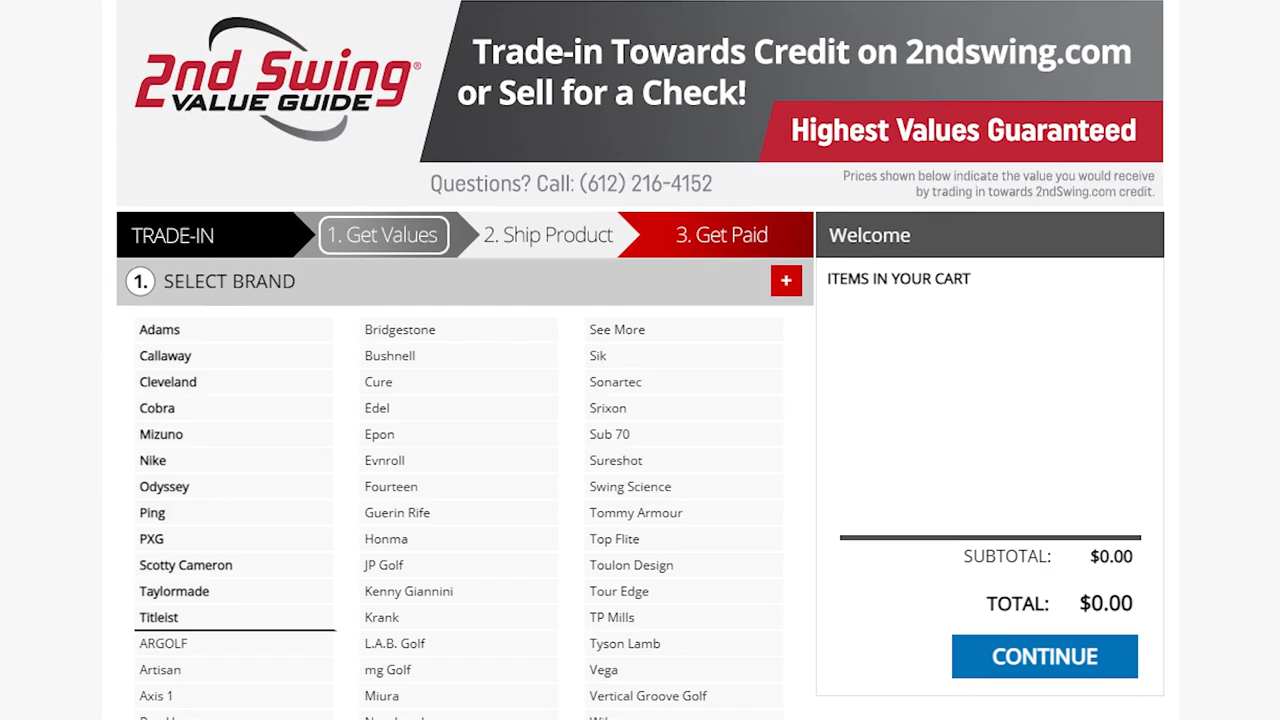 2nd Swing®
VALUE GUIDE
Trade-in Towards Credit on 2ndswing.com
or Sell for a Check!
Highest Values Guaranteed
Questions? Call: (612) 216-4152
Prices shown below indicate the value you would receive
by trading in towards 2ndSwing.com credit.
TRADE-IN
1. Get Values
2. Ship Product
3. Get Paid
1. SELECT BRAND
+
Adams
Callaway
Cleveland
Cobra
Mizuno
Nike
Odyssey
Ping
PXG
Scotty Cameron
Taylormade
Titleist
ARGOLF
Artisan
Axis 1
Bridgestone
Bushnell
Cure
Edel
Epon
Evnroll
Fourteen
Guerin Rife
Honma
JP Golf
Kenny Giannini
Krank
L.A.B. Golf
mg Golf
Miura
See More
Sik
Sonartec
Srixon
Sub 70
Sureshot
Swing Science
Tommy Armour
Top Flite
Toulon Design
Tour Edge
TP Mills
Tyson Lamb
Vega
Vertical Groove Golf
Welcome
ITEMS IN YOUR CART
SUBTOTAL: $0.00
TOTAL: $0.00
CONTINUE